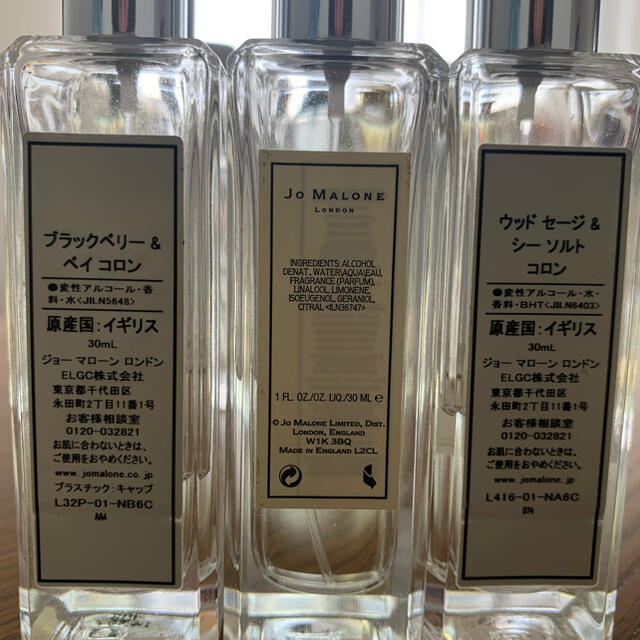 ブラックベリー &
ベイ コロン
●変性アルコール・香
料・水<JILN5648>
原産国:イギリス
30mL
ジョー マローン ロンドン
ELGC株式会社
東京都千代田区
永田町2丁目11番1号
お客様相談室
0120-032821
お肌に合わないときは、
ご使用をおやめください。
www.jomalone.co.jp
プラスチック:キャップ
L32P-01-NB6C
AA4
JO MALONE
LONDON
INGREDIENTS: ALCOHOL
DENAT., WATER\AQUA\EAU,
FRAGRANCE (PARFUM),
LINALOOL, LIMONENE,
ISOEUGENOL, GERANIOL,
CITRAL <ILN36747>
1 FL. OZ./OZ. LIQ./30 ML ℮
© JO MALONE LIMITED, DIST.
LONDON, ENGLAND
W1K 3BQ
MADE IN ENGLAND L2CL
ウッド セージ &
シー ソルト
コロン
●変性アルコール・水・
香料・BHT<JILN6403>
原産国:イギリス
30mL
ジョー マローン ロンドン
ELGC株式会社
東京都千代田区
永田町2丁目11番1号
お客様相談室
0120-032821
お肌に合わないときは、
ご使用をおやめください。
www.jomalone.jp
L416-01-NA6C